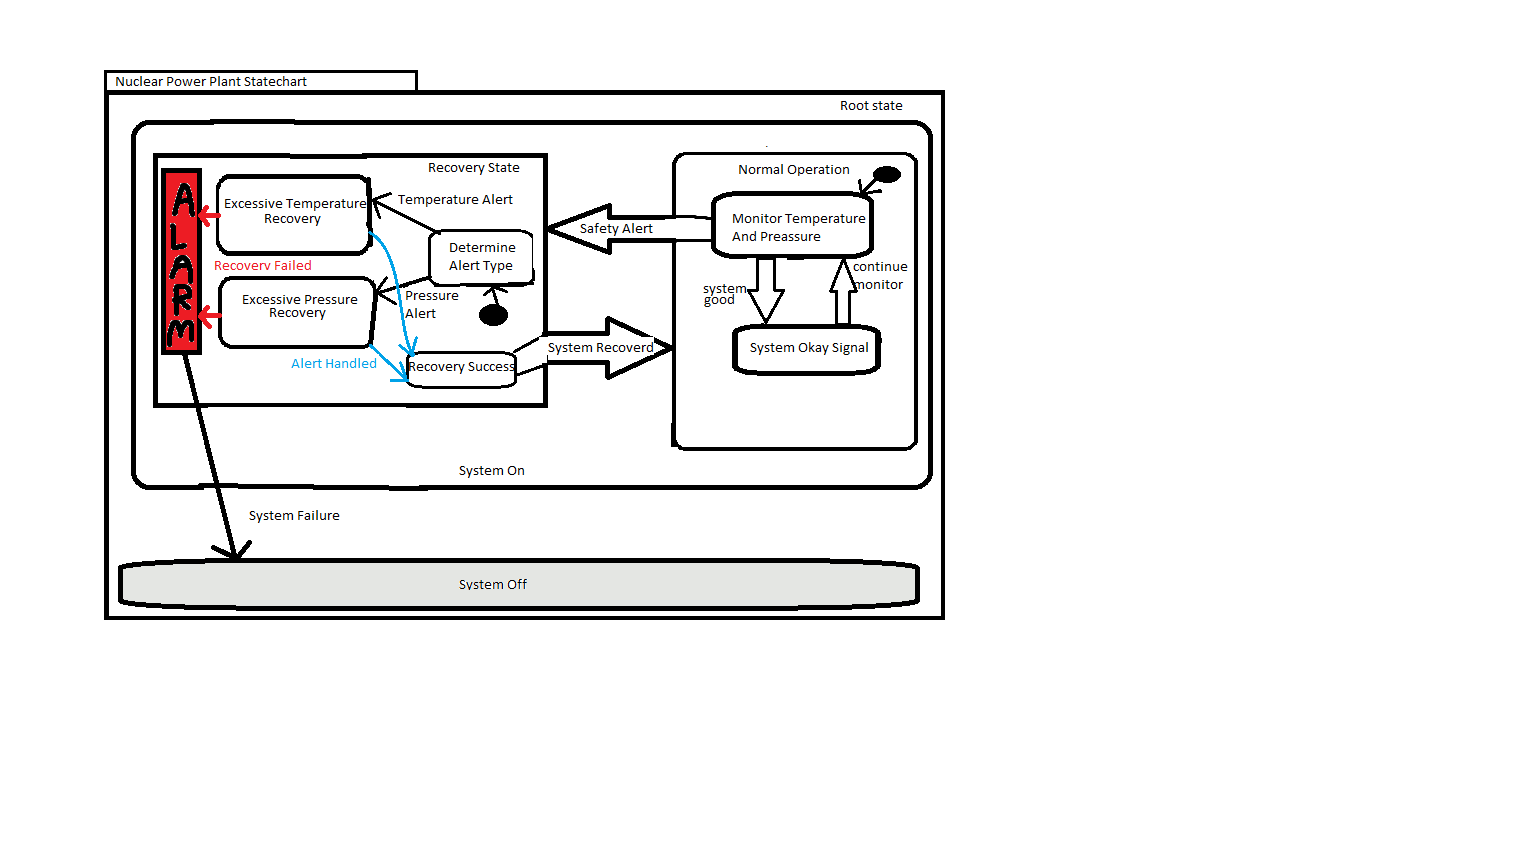 Nuclear Power Plant Statechart
Root state
Recovery State
ALARM
Excessive Temperature
Recovery
Temperature Alert
Determine
Alert Type
Recovery Failed
Excessive Pressure
Recovery
Pressure
Alert
Alert Handled
Recovery Success
Safety Alert
System Recoverd
Normal Operation
Monitor Temperature
And Preassure
system
good
continue
monitor
System Okay Signal
System On
System Failure
System Off